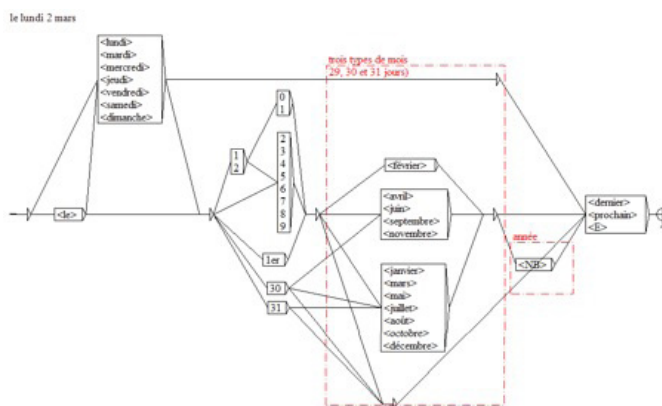 le lundi 2 mars
<lundi>
<mardi>
<mercredi>
<jeudi>
<vendredi>
<samedi>
<dimanche>
<le>
1
2
0
1
2
3
4
5
6
7
8
9
1er
30
31
trois types de mois
29, 30 et 31 jours)
<février>
<avril>
<juin>
<septembre>
<novembre>
<janvier>
<mars>
<mai>
<juillet>
<août>
<octobre>
<décembre>
année
<NB>
<dernier>
<prochain>
<E>